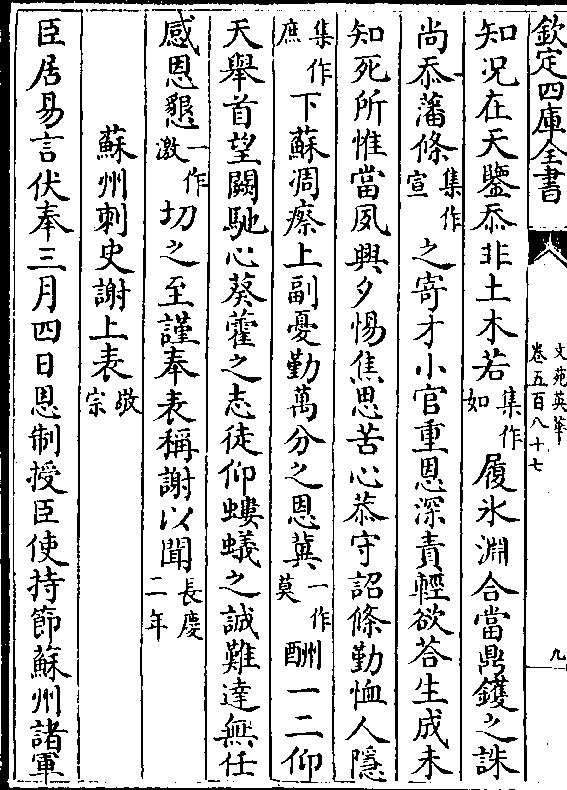 欽定四庫全書
文苑英華
卷五百八十七
九
知況在天鑒忝非土木若集作如履氷淵合當鼎鑊之誅
尚忝藩條集作宣之寄才小官重恩深責輕欲答生成未
知死所惟當夙興夕惕焦思苦心恭守詔條勤恤人隱
集作庶下蘇凋瘵上副憂勤萬分之恩冀一作莫酬一二仰
天舉首望闕馳心葵藿之志徒仰螻蟻之誠難達無任
感恩懇一作激切之至謹奉表稱謝以聞長慶二年
蘇州刺史謝上表敬宗
臣居易言伏奉三月四日恩制授臣使持節蘇州諸軍